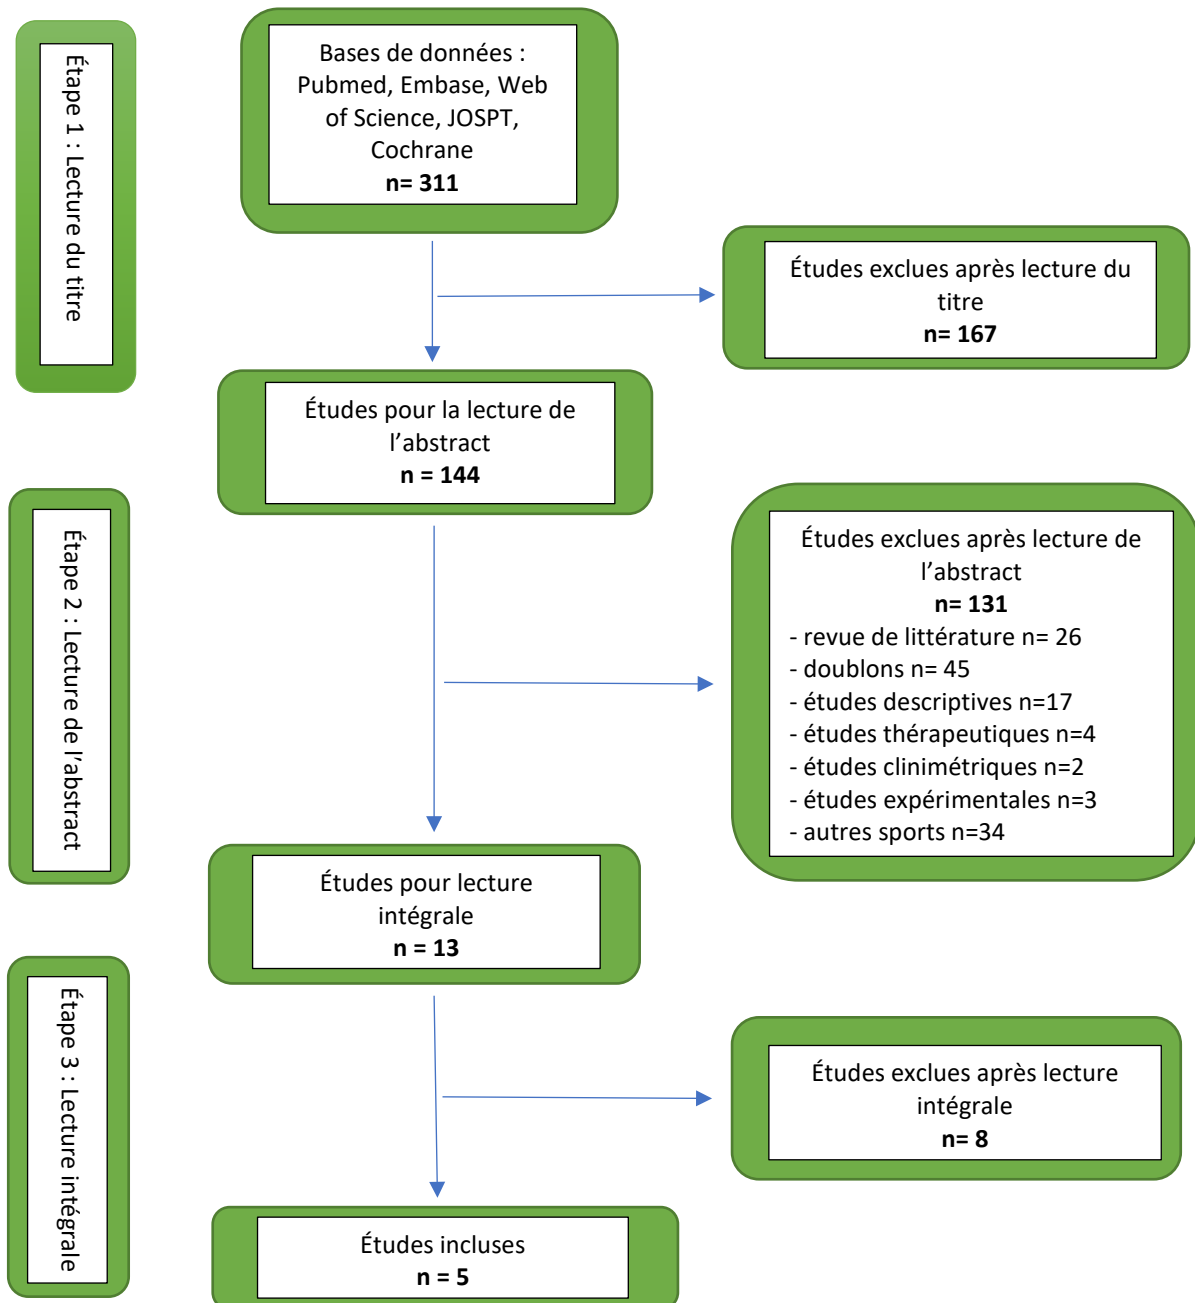 Étape 1 : Lecture du titre
Bases de données :
Pubmed, Embase, Web
of Science, JOSPT,
Cochrane
n= 311
Études exclues après lecture du
titre
n= 167
Études pour la lecture de
l’abstract
n = 144
Étape 2 : Lecture de l’abstract
Études exclues après lecture de
l’abstract
n= 131
- revue de littérature n= 26
- doublons n= 45
- études descriptives n=17
- études thérapeutiques n=4
- études clinimétriques n=2
- études expérimentales n=3
- autres sports n=34
Études pour lecture
intégrale
n = 13
Étape 3 : Lecture intégrale
Études exclues après lecture
intégrale
n= 8
Études incluses
n = 5